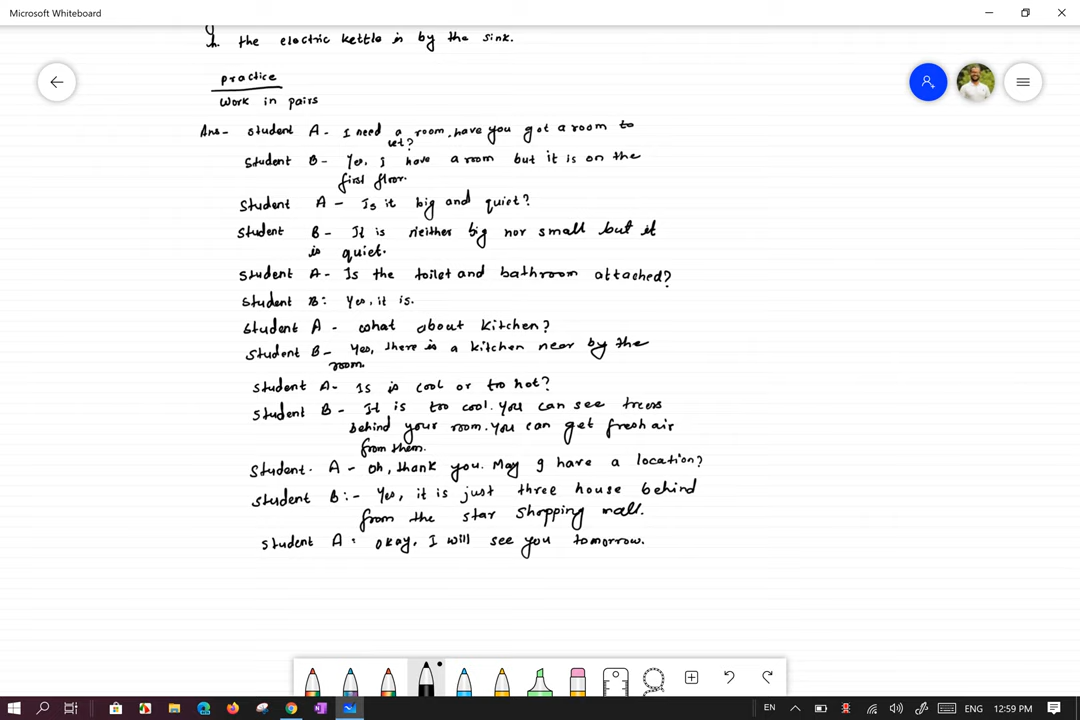 Microsoft Whiteboard
h. the electric kettle is by the sink.
practice
work in pairs
Ans- Student A- I need a room, have you got a room to
let?
Student B- Yes, I have a room but it is on the
first floor.
Student A- Is it big and quiet?
Student B- It is neither big nor small but it
is quiet.
Student A- Is the toilet and bathroom attached?
Student B: Yes, it is.
Student A- what about kitchen?
Student B- Yes, there is a kitchen near by the
room.
Student A- Is is cool or too hot?
Student B- It is too cool. You can see trees
behind your room. You can get fresh air
from them.
Student. A- oh, thank you. May I have a location?
Student B:- Yes, it is just three house behind
from the star shopping mall.
Student A: okay, I will see you tomorrow.
EN
ENG 12:59 PM